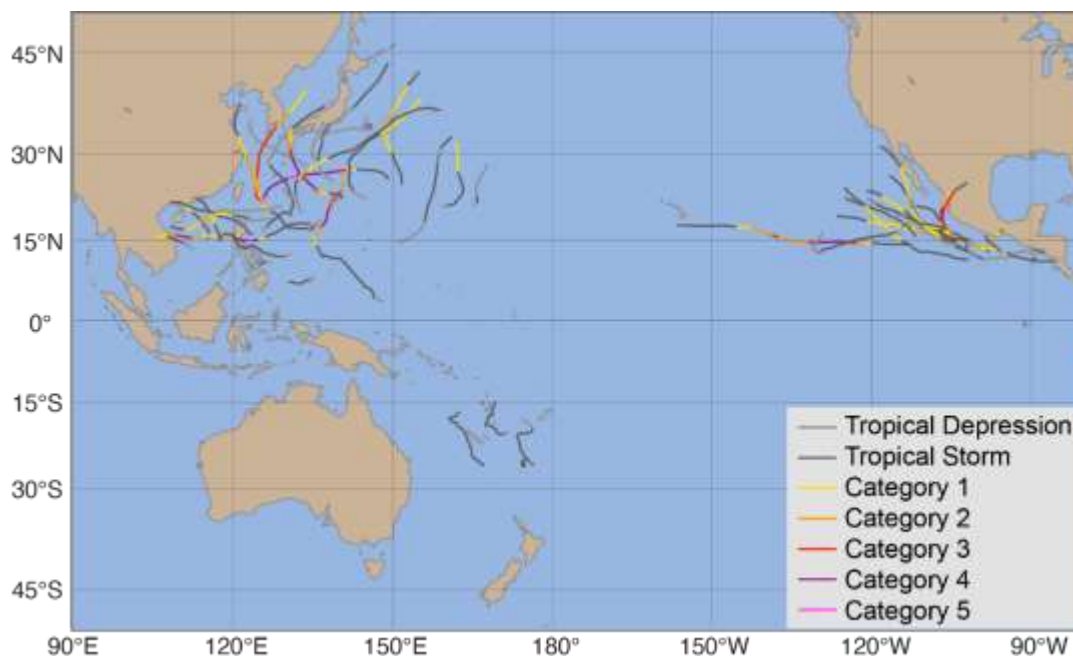 45°N
30°N
15°N
0°
15°S
30°S
45°S
90°E 120°E 150°E 180° 150°W 120°W 90°W
Tropical Depression
Tropical Storm
Category 1
Category 2
Category 3
Category 4
Category 5